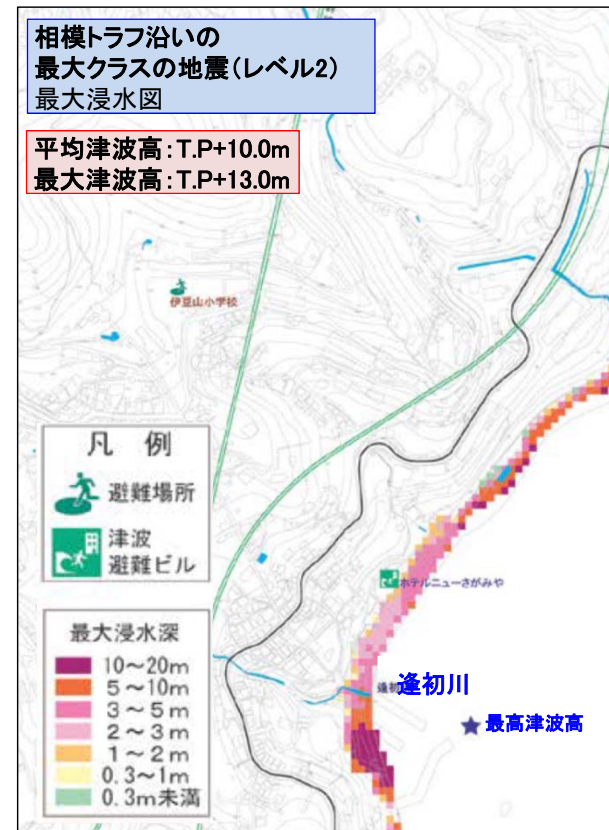 相模トラフ沿いの
最大クラスの地震(レベル2)
最大浸水図
平均津波高:T.P+10.0m
最大津波高:T.P+13.0m
伊豆山小学校
凡 例
避難場所
津波
避難ビル
ホテルニューさがみや
最大浸水深
10~20m
5~10m
3~5m
2~3m
1~2m
0.3~1m
0.3m未満
逢初川
最高津波高